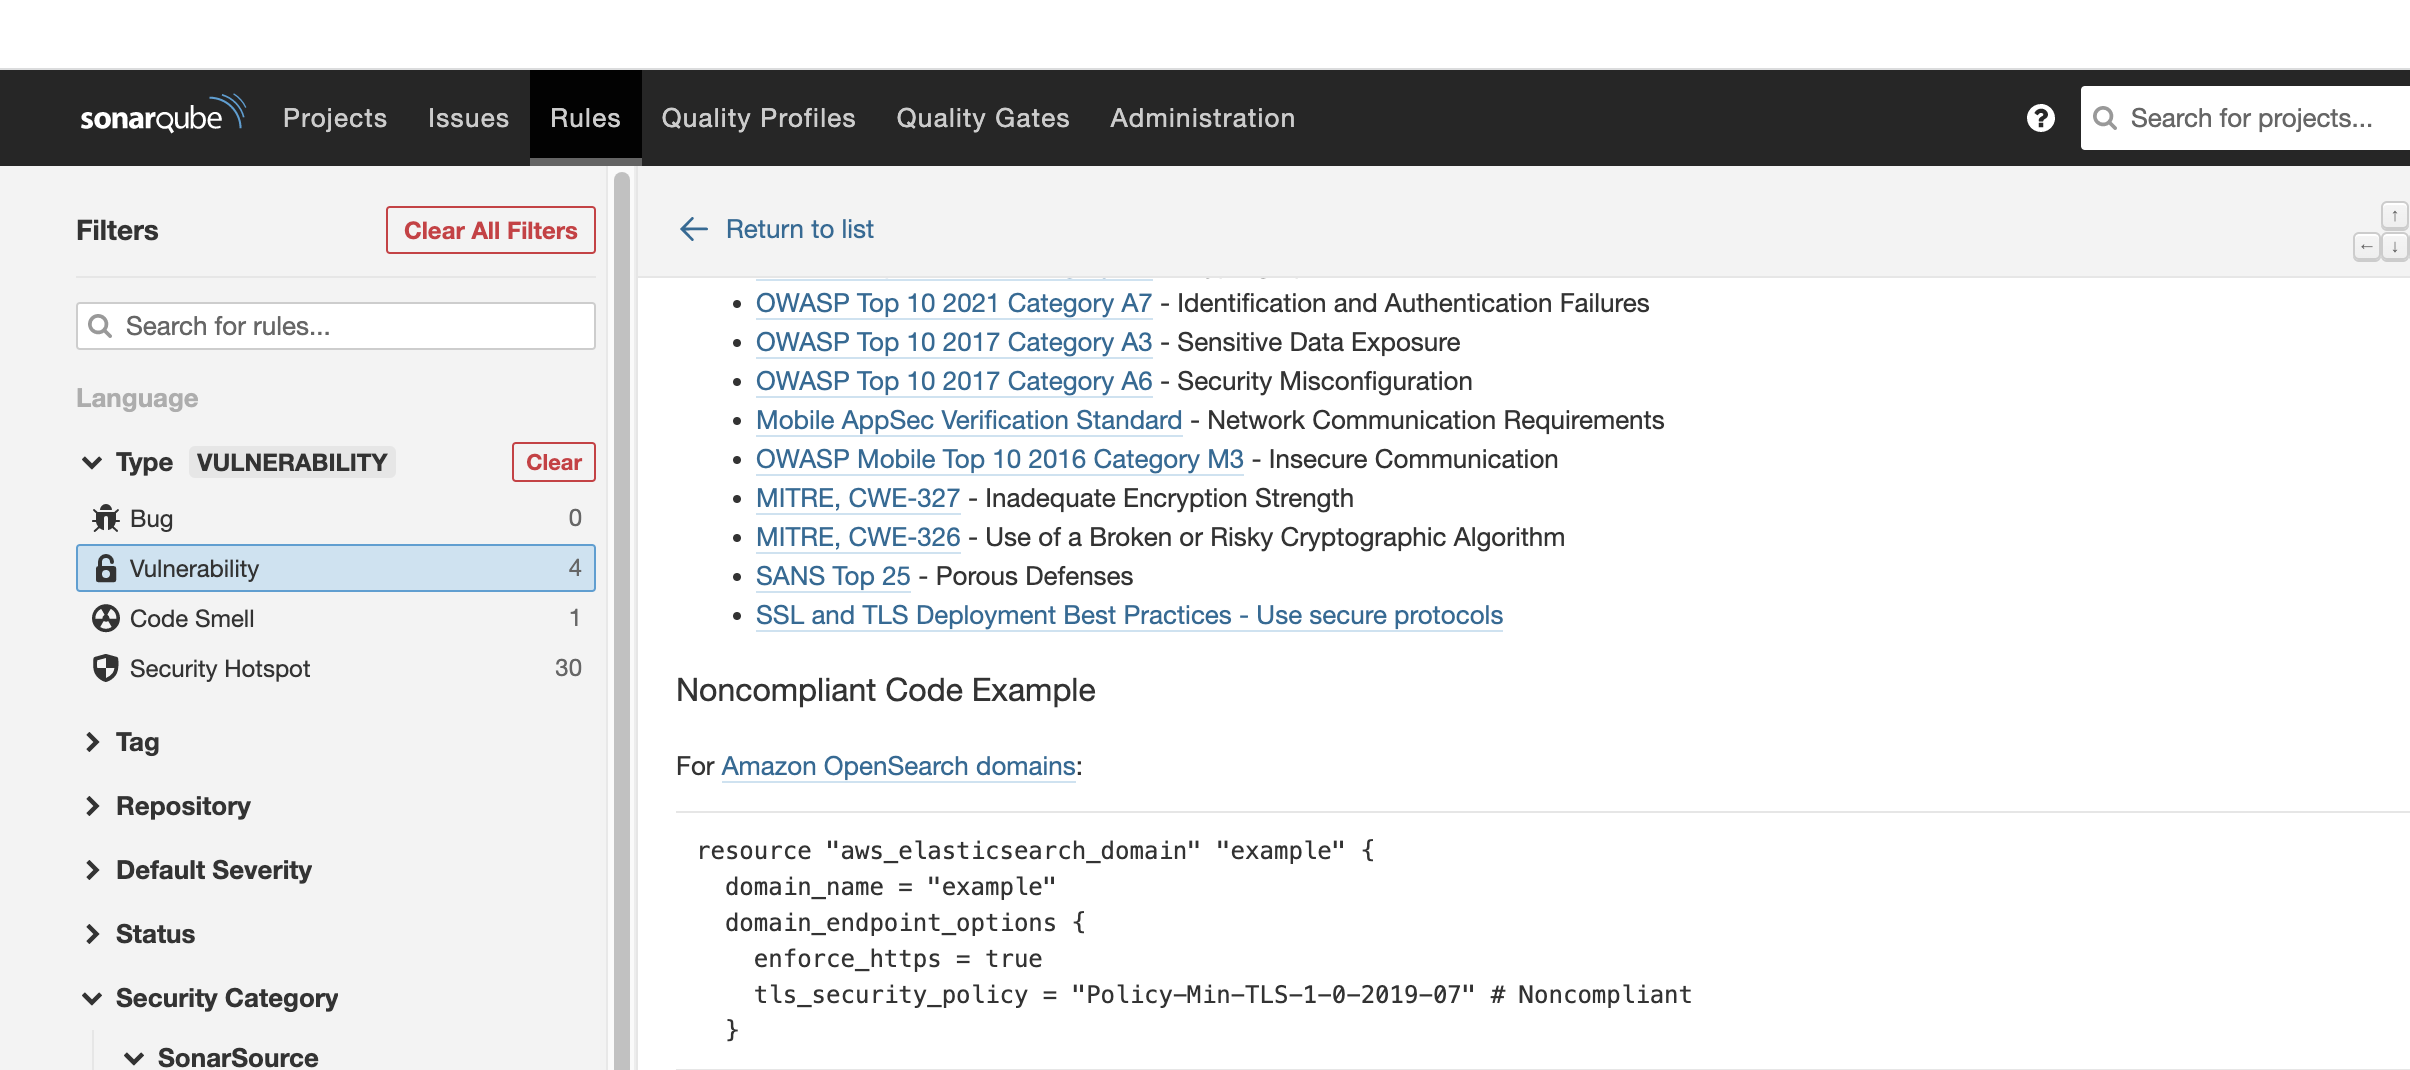 sonarqube
Projects
Issues
Rules
Quality Profiles
Quality Gates
Administration
?
Search for projects...
Filters
Clear All Filters
Search for rules...
Language
Type VULNERABILITY
Clear
Bug 0
Vulnerability 4
Code Smell 1
Security Hotspot 30
Tag
Repository
Default Severity
Status
Security Category
SonarSource
← Return to list
↑
← ↓
• OWASP Top 10 2021 Category A7 - Identification and Authentication Failures
• OWASP Top 10 2017 Category A3 - Sensitive Data Exposure
• OWASP Top 10 2017 Category A6 - Security Misconfiguration
• Mobile AppSec Verification Standard - Network Communication Requirements
• OWASP Mobile Top 10 2016 Category M3 - Insecure Communication
• MITRE, CWE-327 - Inadequate Encryption Strength
• MITRE, CWE-326 - Use of a Broken or Risky Cryptographic Algorithm
• SANS Top 25 - Porous Defenses
• SSL and TLS Deployment Best Practices - Use secure protocols
Noncompliant Code Example
For Amazon OpenSearch domains:
resource "aws_elasticsearch_domain" "example" {
  domain_name = "example"
  domain_endpoint_options {
    enforce_https = true
    tls_security_policy = "Policy-Min-TLS-1-0-2019-07" # Noncompliant
  }